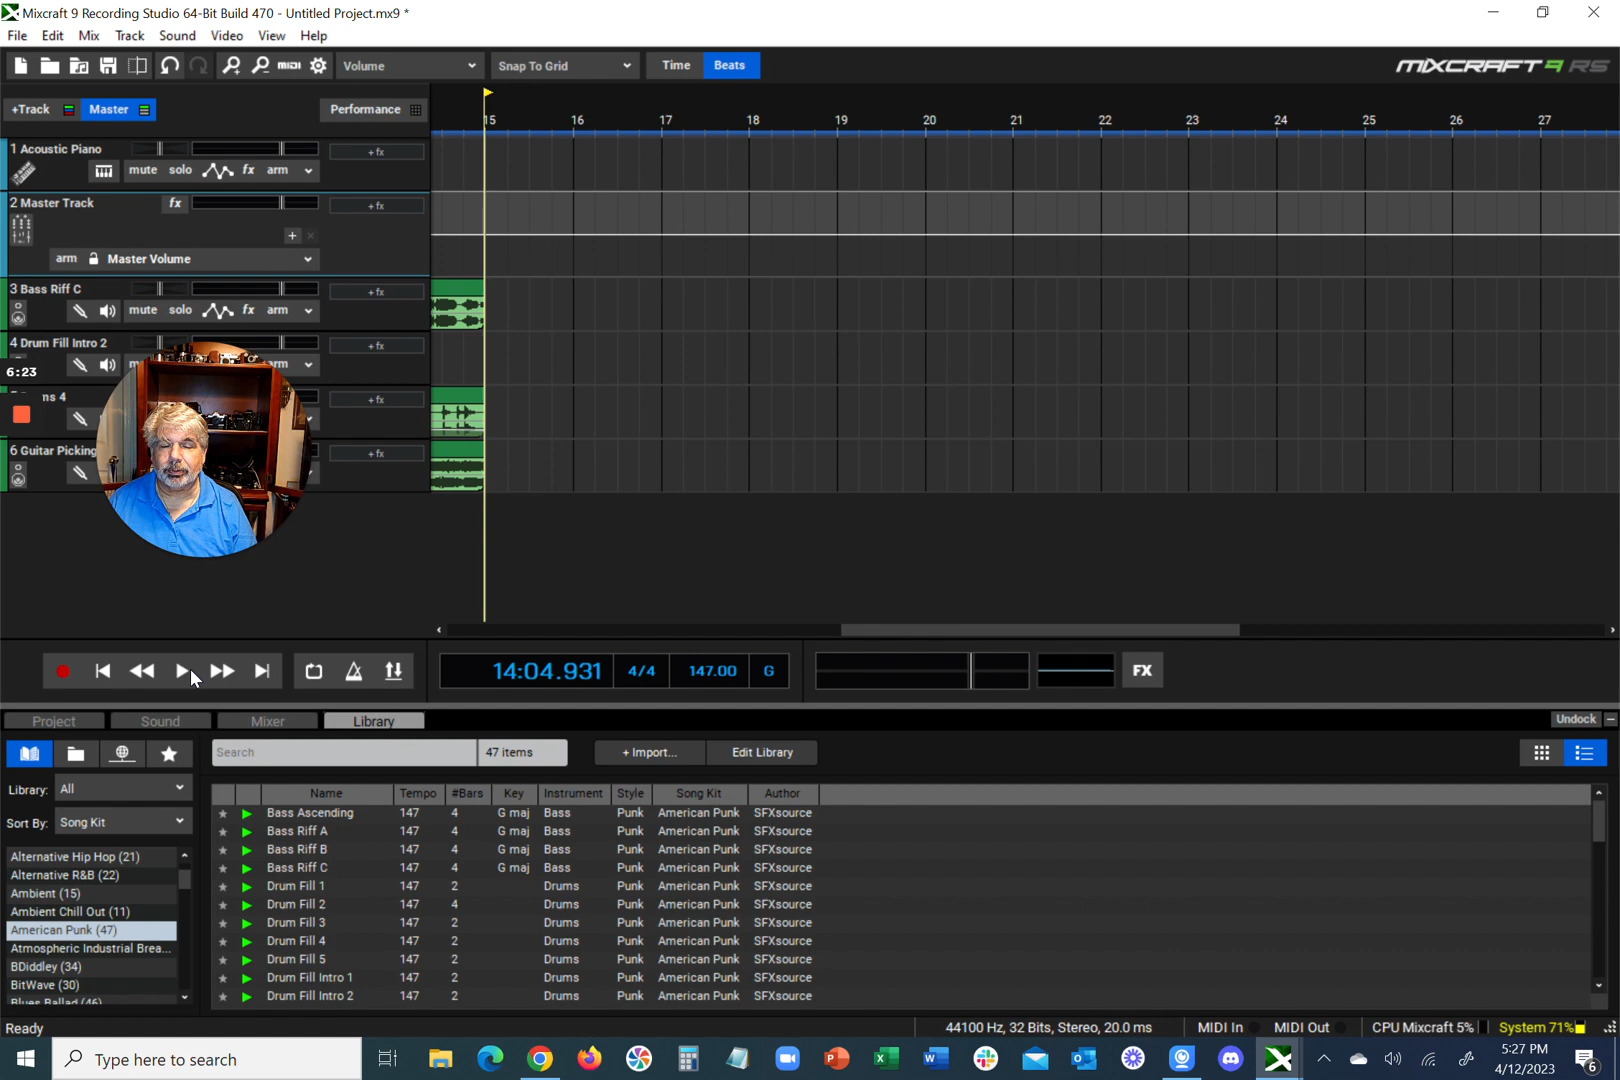 Mixcraft 9 Recording Studio 64-Bit Build 470 - Untitled Project.mx9 *
File Edit Mix Track Sound Video View Help
Volume Snap To Grid Time Beats MIXCRAFT 9 RS
+Track Master Performance
15 16 17 18 19 20 21 22 23 24 25 26 27
1 Acoustic Piano +fx
mute solo fx arm
2 Master Track fx +fx
arm Master Volume
3 Bass Riff C +fx
mute solo fx arm
4 Drum Fill Intro 2 +fx
6:23
ms 4 +fx
6 Guitar Picking +fx
14:04.931 4/4 147.00 G FX
Project Sound Mixer Library Undock
Search 47 items + Import... Edit Library
Library: All
Sort By: Song Kit
Name Tempo #Bars Key Instrument Style Song Kit Author
Bass Ascending 147 4 G maj Bass Punk American Punk SFXsource
Bass Riff A 147 4 G maj Bass Punk American Punk SFXsource
Bass Riff B 147 4 G maj Bass Punk American Punk SFXsource
Bass Riff C 147 4 G maj Bass Punk American Punk SFXsource
Drum Fill 1 147 2 Drums Punk American Punk SFXsource
Drum Fill 2 147 4 Drums Punk American Punk SFXsource
Drum Fill 3 147 2 Drums Punk American Punk SFXsource
Drum Fill 4 147 2 Drums Punk American Punk SFXsource
Drum Fill 5 147 2 Drums Punk American Punk SFXsource
Drum Fill Intro 1 147 2 Drums Punk American Punk SFXsource
Drum Fill Intro 2 147 2 Drums Punk American Punk SFXsource
Alternative Hip Hop (21)
Alternative R&B (22)
Ambient (15)
Ambient Chill Out (11)
American Punk (47)
Atmospheric Industrial Brea...
BDiddley (34)
BitWave (30)
Blues Ballad (46)
Ready 44100 Hz, 32 Bits, Stereo, 20.0 ms MIDI In MIDI Out CPU Mixcraft 5% System 71%
Type here to search
5:27 PM
4/12/2023
6